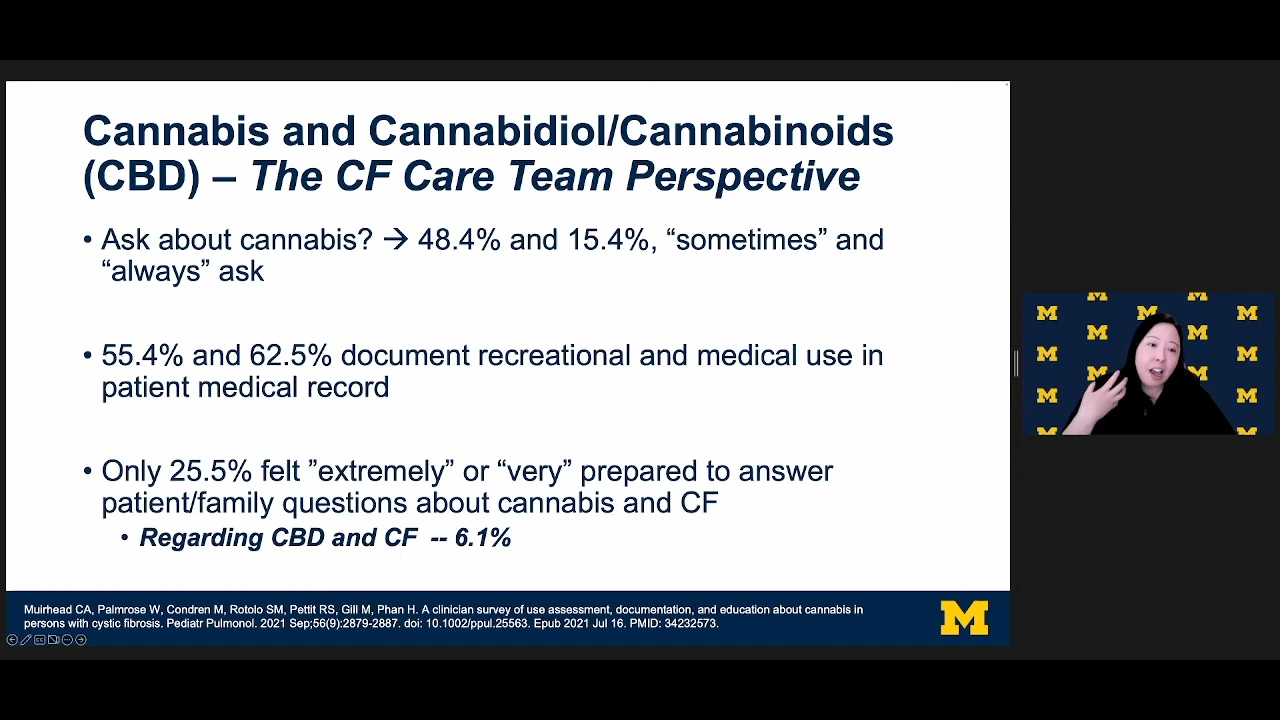 Cannabis and Cannabidiol/Cannabinoids
(CBD) – The CF Care Team Perspective
• Ask about cannabis? → 48.4% and 15.4%, “sometimes” and
“always” ask
• 55.4% and 62.5% document recreational and medical use in
patient medical record
• Only 25.5% felt ”extremely” or “very” prepared to answer
patient/family questions about cannabis and CF
• Regarding CBD and CF -- 6.1%
Muirhead CA, Palmrose W, Condren M, Rotolo SM, Pettit RS, Gill M, Phan H. A clinician survey of use assessment, documentation, and education about cannabis in
persons with cystic fibrosis. Pediatr Pulmonol. 2021 Sep;56(9):2879-2887. doi: 10.1002/ppul.25563. Epub 2021 Jul 16. PMID: 34232573.
M
M M
M M M
M M
M M
M M M
M M
M M